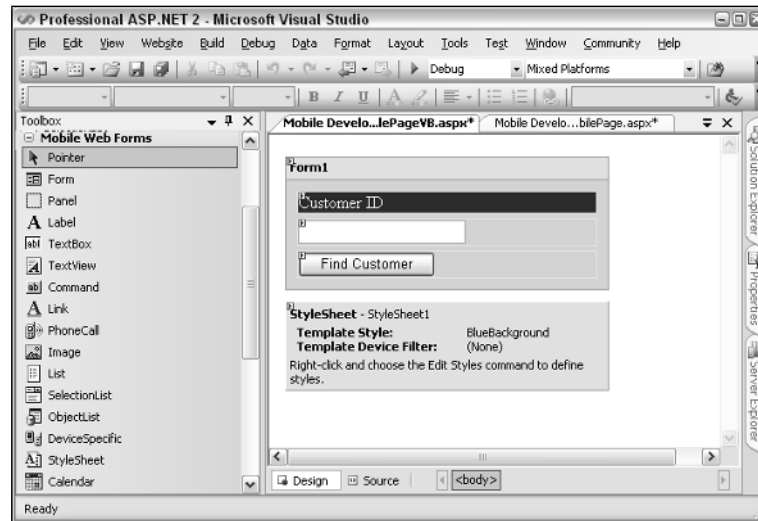 Professional ASP.NET 2 - Microsoft Visual Studio
File Edit View Website Build Debug Data Format Layout Tools Test Window Community Help
Debug Mixed Platforms
B I U A
Toolbox
Mobile Develo...lePageVB.aspx* Mobile Develo...bilePage.aspx*
Mobile Web Forms
Pointer
Form
Panel
A Label
abl TextBox
TextView
ab Command
A Link
PhoneCall
Image
List
SelectionList
ObjectList
DeviceSpecific
StyleSheet
Calendar
Form1
Customer ID
Find Customer
StyleSheet - StyleSheet1
Template Style: BlueBackground
Template Device Filter: (None)
Right-click and choose the Edit Styles command to define
styles.
Design Source <body>
Solution Explorer
Properties
Server Explorer
Ready